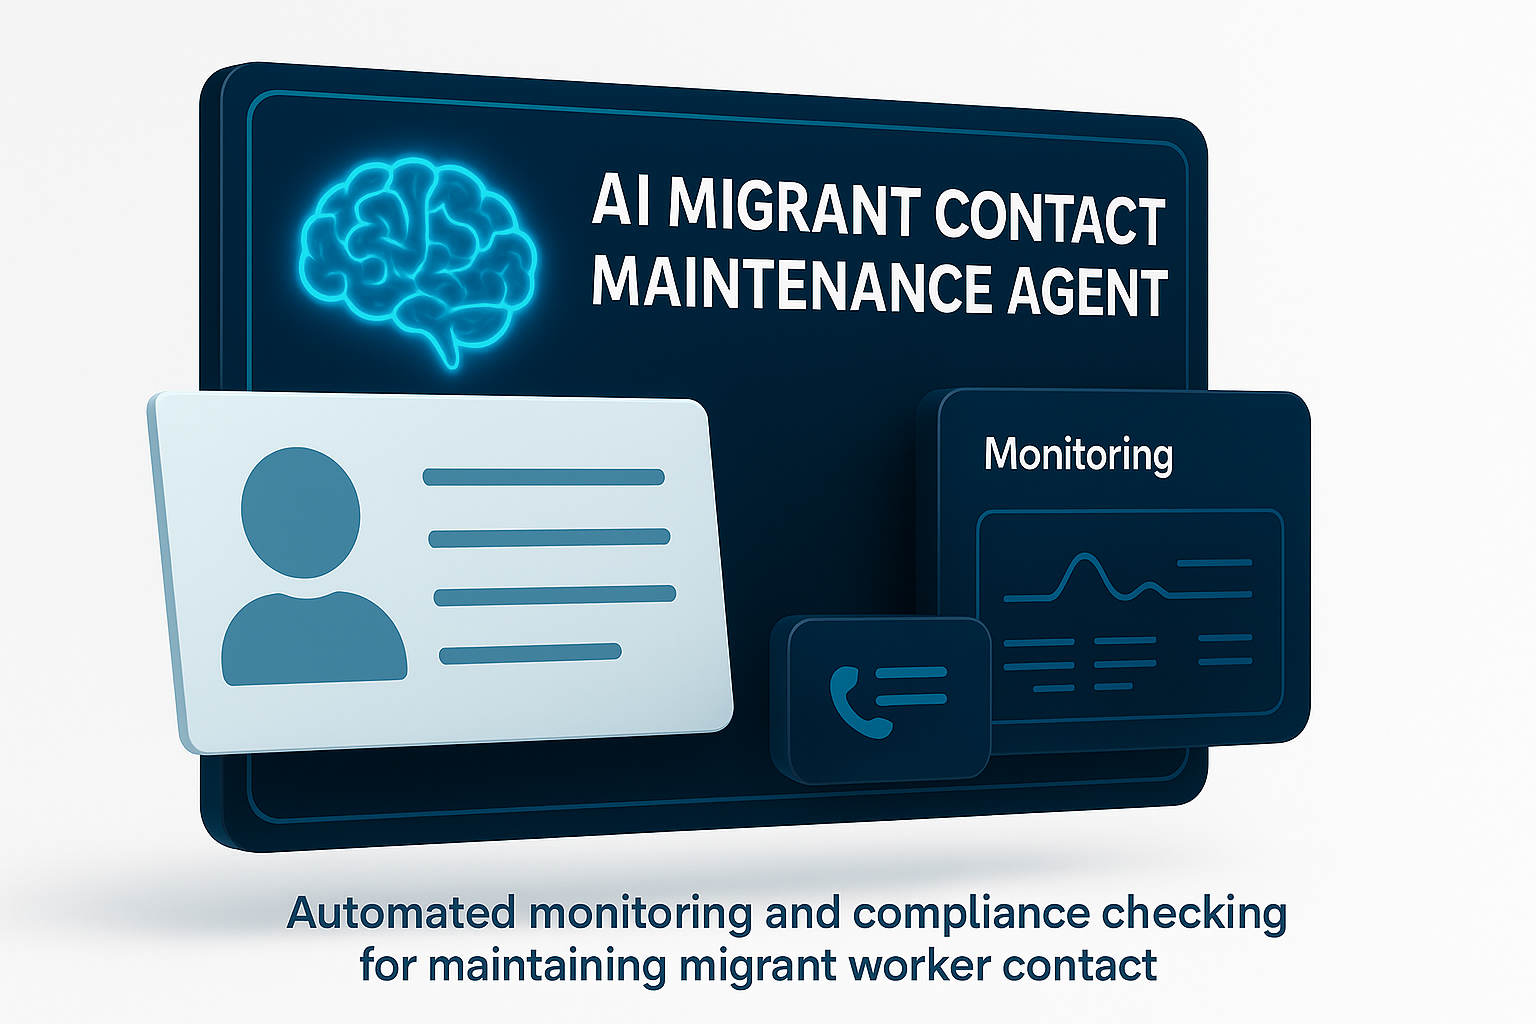 AI MIGRANT CONTACT
MAINTENANCE AGENT
Monitoring
Automated monitoring and compliance checking
for maintaining migrant worker contact